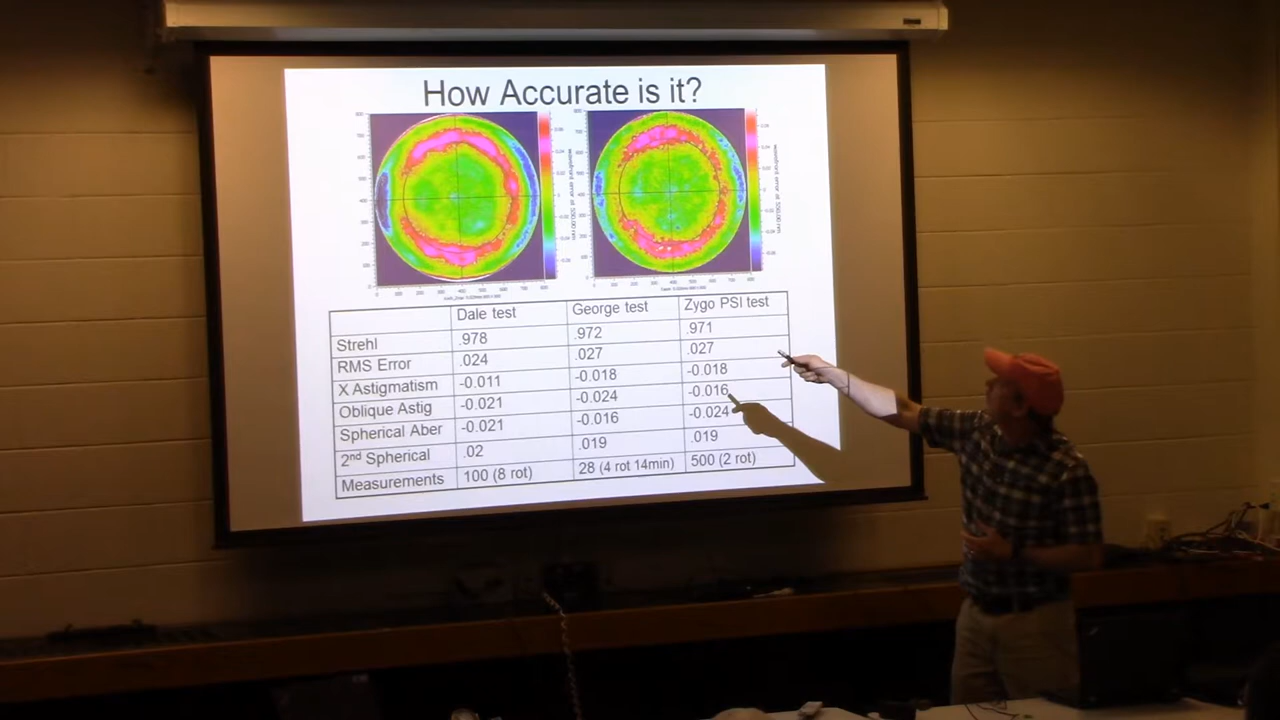 How Accurate is it?
Dale test George test Zygo PSI test
Strehl .978 .972 .971
RMS Error .024 .027 .027
X Astigmatism -0.011 -0.018 -0.018
Oblique Astig -0.021 -0.024 -0.016
Spherical Aber -0.021 -0.016 -0.024
2nd Spherical .02 .019 .019
Measurements 100 (8 rot) 28 (4 rot 14min) 500 (2 rot)